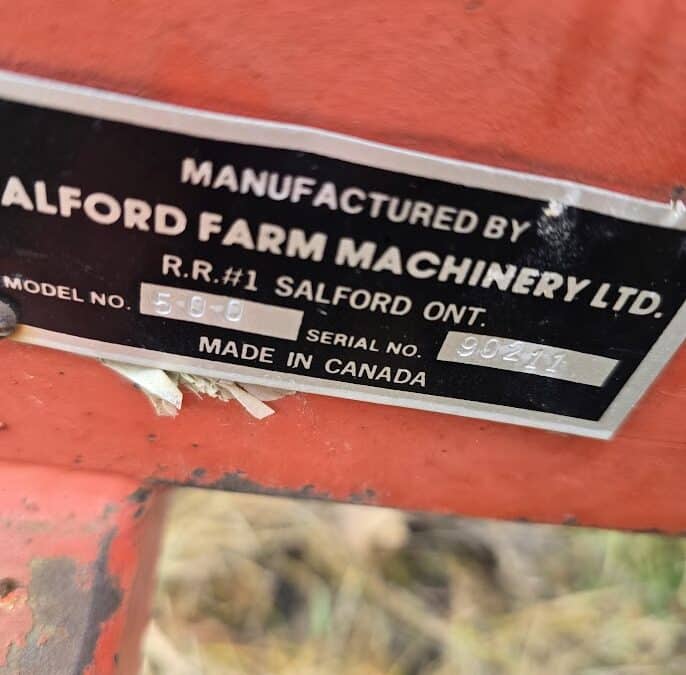 MANUFACTURED BY
ALFORD FARM MACHINERY LTD.
R.R.#1 SALFORD ONT.
MODEL NO. 5-0-0 SERIAL NO. 90211
MADE IN CANADA